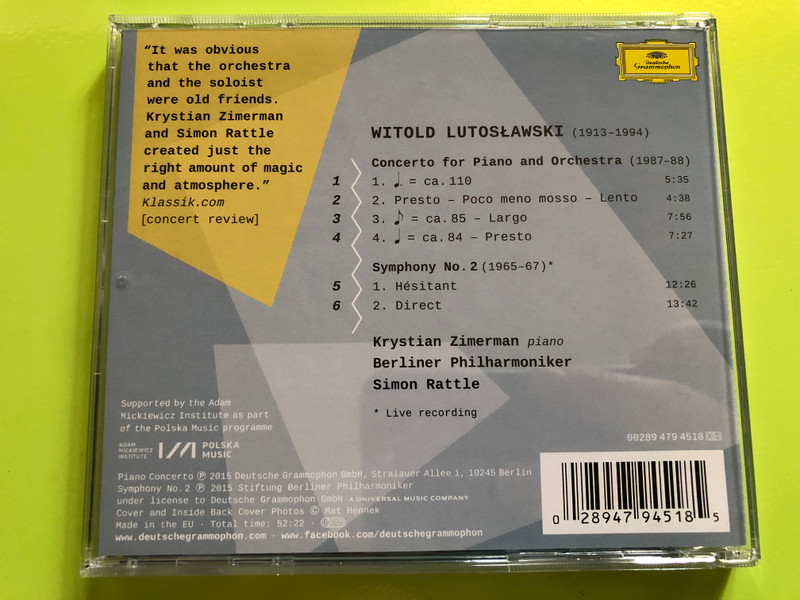 “It was obvious
that the orchestra
and the soloist
were old friends.
Krystian Zimerman
and Simon Rattle
created just the
right amount of magic
and atmosphere.”
Klassik.com
[concert review]
Deutsche
Grammophon
WITOLD LUTOSŁAWSKI (1913–1994)
Concerto for Piano and Orchestra (1987–88)
1 1. ♩. = ca. 110 5:35
2 2. Presto – Poco meno mosso – Lento 4:38
3 3. ♪ = ca. 85 – Largo 7:56
4 4. ♩ = ca. 84 – Presto 7:27
Symphony No. 2 (1965–67)*
5 1. Hésitant 12:26
6 2. Direct 13:42
Krystian Zimerman piano
Berliner Philharmoniker
Simon Rattle
* Live recording
Supported by the Adam
Mickiewicz Institute as part
of the Polska Music programme
ADAM
MICKIEWICZ
INSTITUTE
POLSKA
MUSIC
00289 479 4518 GH
Piano Concerto ℗ 2015 Deutsche Grammophon GmbH, Stralauer Allee 1, 10245 Berlin
Symphony No. 2 ℗ 2015 Stiftung Berliner Philharmoniker
under license to Deutsche Grammophon GmbH A UNIVERSAL MUSIC COMPANY
Cover and Inside Back Cover Photos © Mat Hennek
Made in the EU · Total time: 52:22 ·
www.deutschegrammophon.com · www.facebook.com/deutschegrammophon
0 28947 94518 5